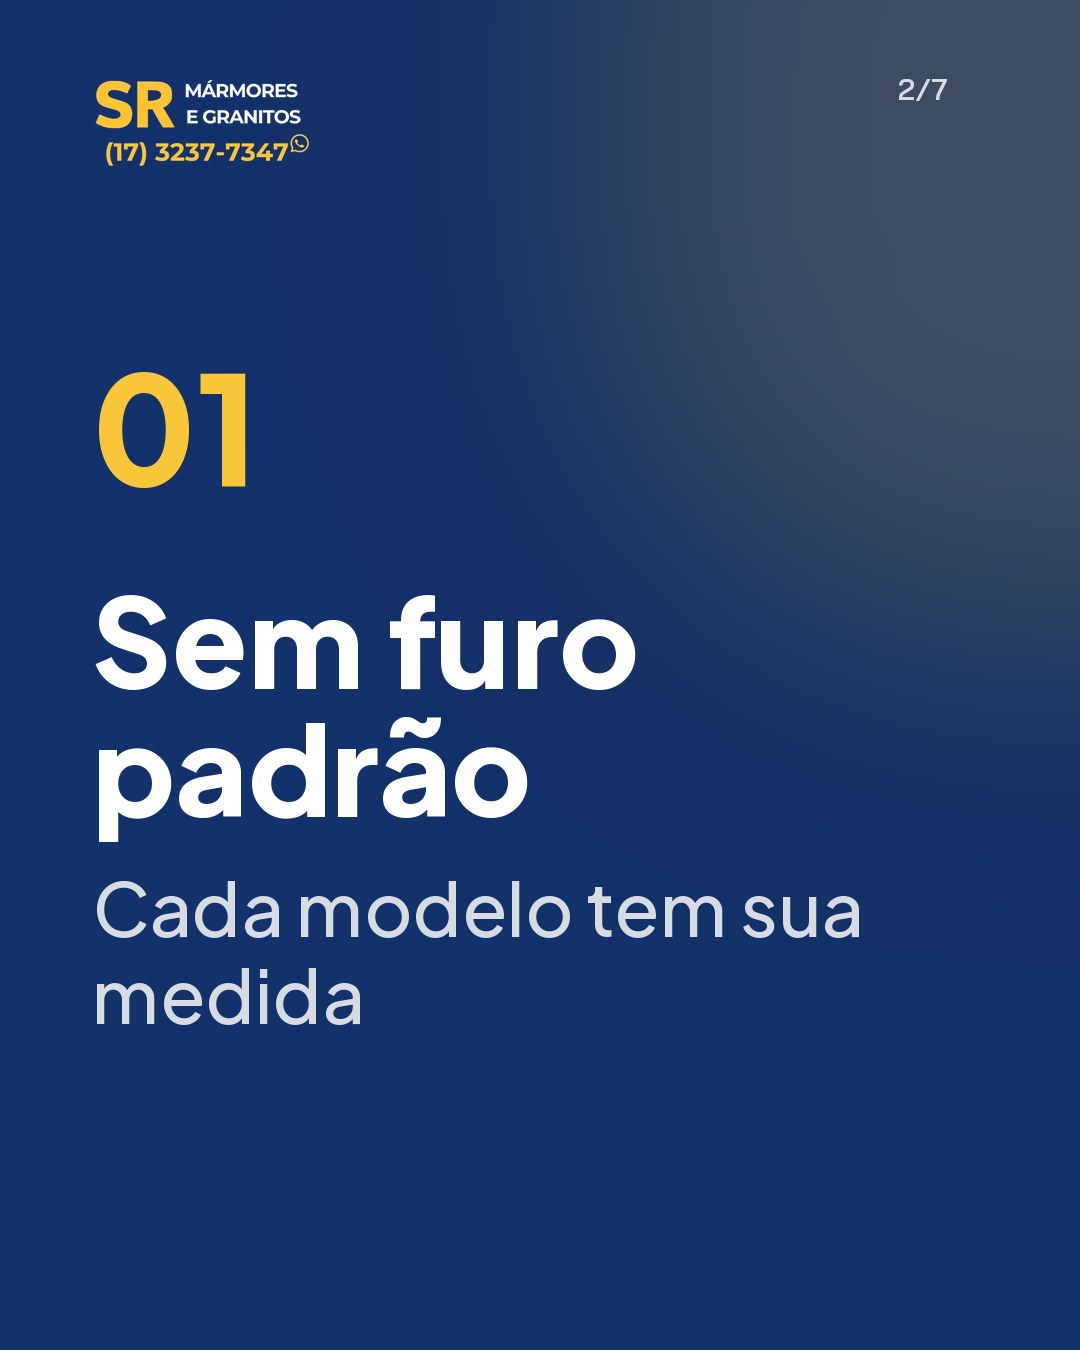 SR MÁRMORES
E GRANITOS
(17) 3237-7347
2/7
01
Sem furo
padrão
Cada modelo tem sua
medida